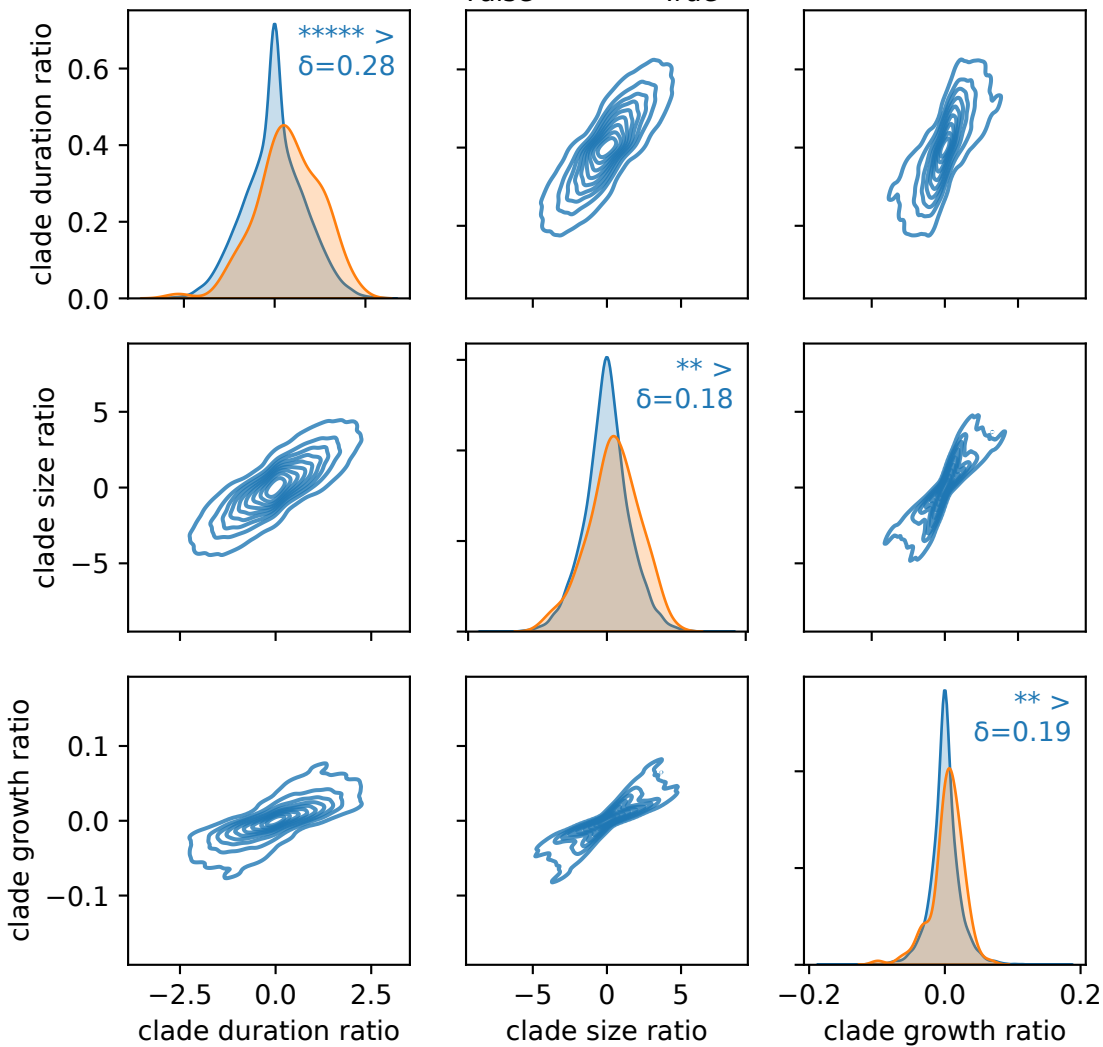 clade duration ratio
0.6
0.4
0.2
0.0
***** >
δ=0.28
clade size ratio
5
0
−5
** >
δ=0.18
clade growth ratio
0.1
0.0
−0.1
** >
δ=0.19
−2.5 0.0 2.5
−5 0 5
−0.2 0.0 0.2
clade duration ratio
clade size ratio
clade growth ratio